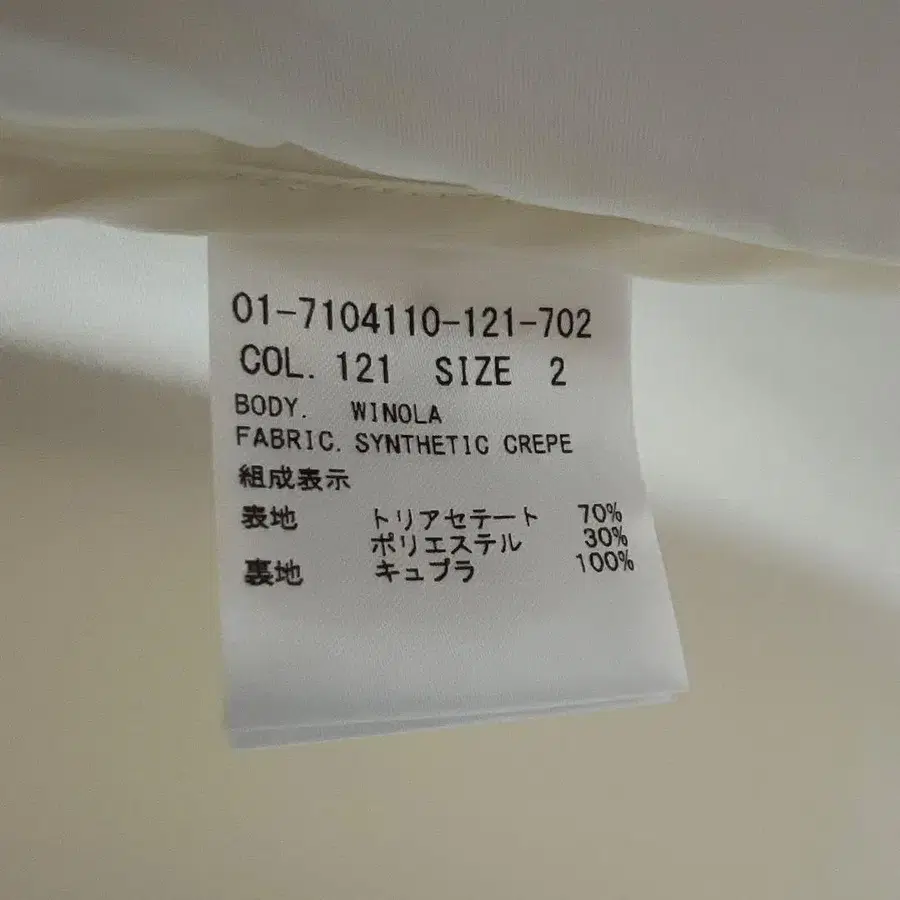 01-7104110-121-702
COL. 121 SIZE 2
BODY. WINOLA
FABRIC. SYNTHETIC CREPE
組成表示
表地 トリアセテート 70%
ポリエステル 30%
裏地 キュプラ 100%